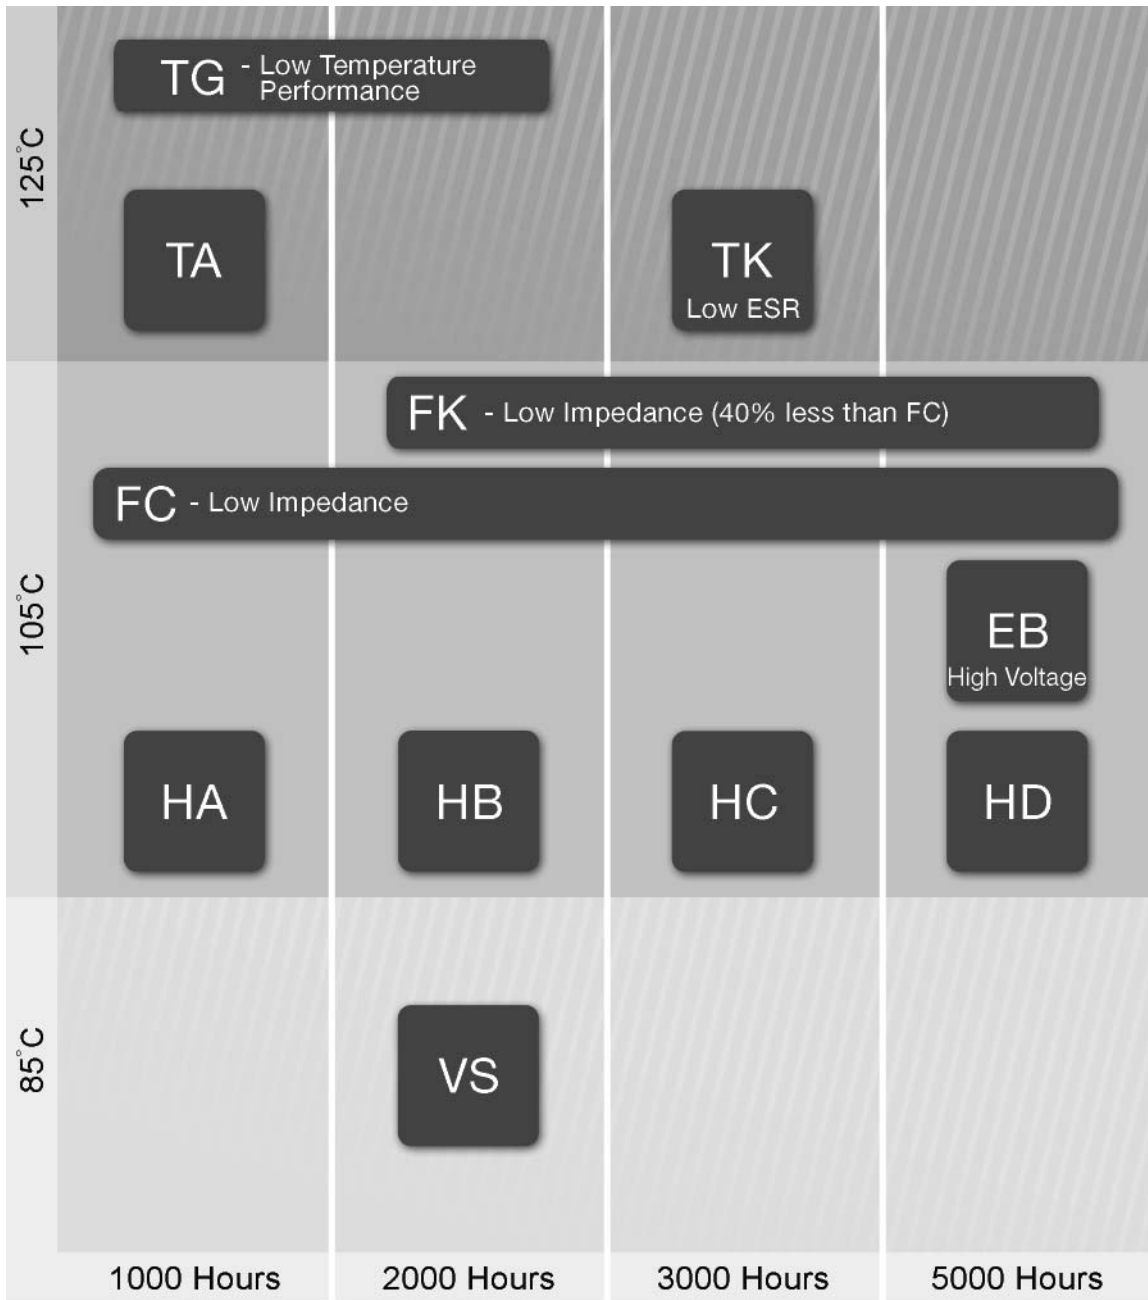 125°C
TG - Low Temperature
Performance
TA
TK
Low ESR
105°C
FK - Low Impedance (40% less than FC)
FC - Low Impedance
EB
High Voltage
HA
HB
HC
HD
85°C
VS
1000 Hours
2000 Hours
3000 Hours
5000 Hours